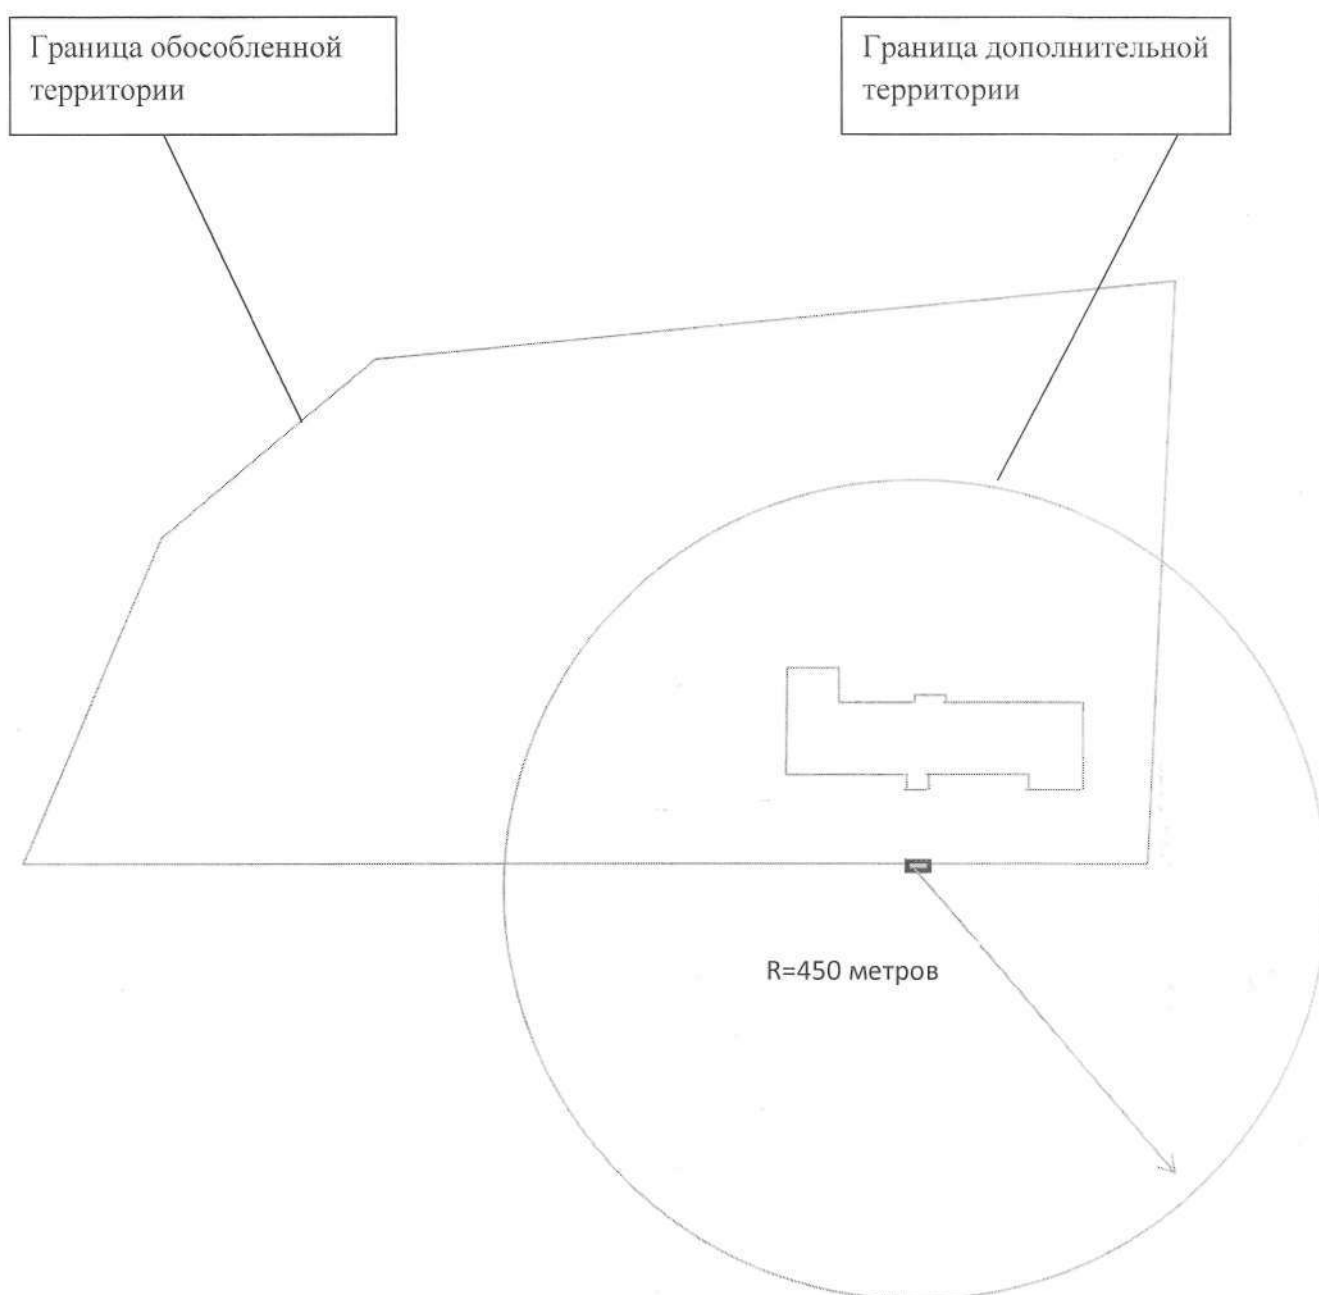 Граница обособленной
территории
Граница дополнительной
территории
R=450 метров